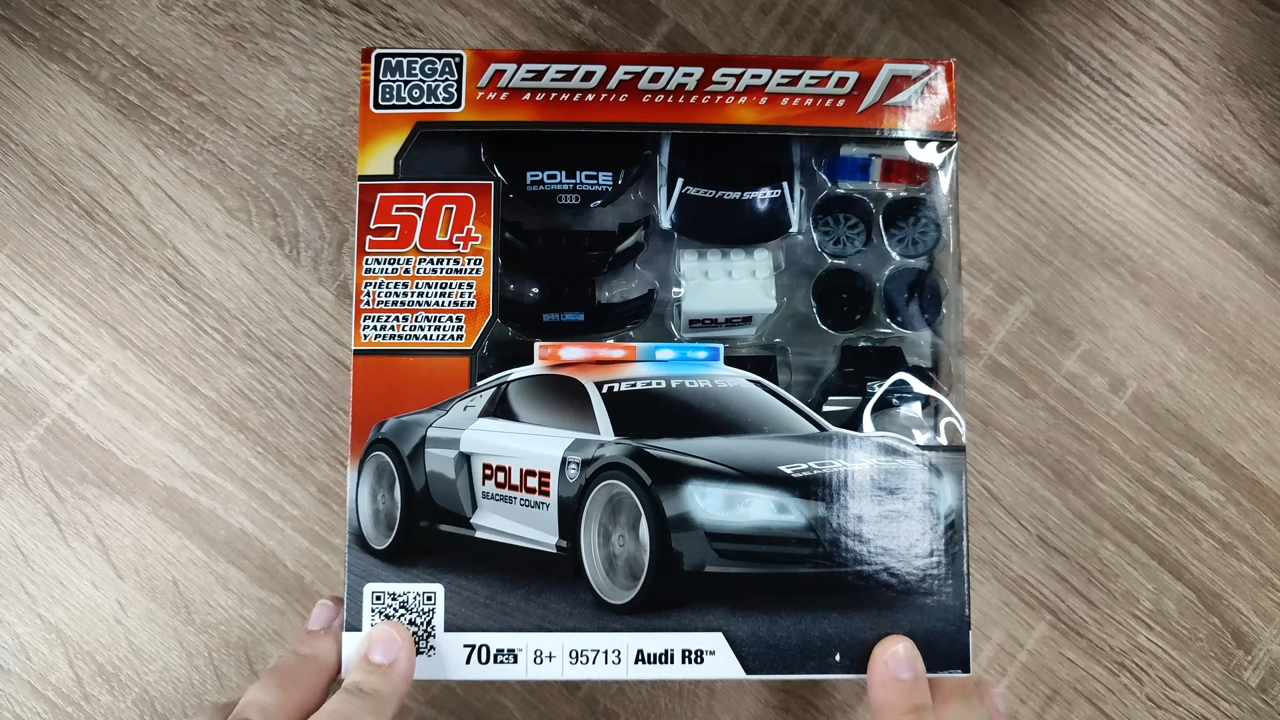 MEGA
BLOKS
NEED FOR SPEED
THE AUTHENTIC COLLECTOR'S SERIES
POLICE
SEACREST COUNTY
NEED FOR SPEED
50+
UNIQUE PARTS TO
BUILD & CUSTOMIZE
PIÈCES UNIQUES
À CONSTRUIRE ET
À PERSONNALISER
PIEZAS ÚNICAS
PARA CONTRUIR
Y PERSONALIZAR
POLICE
NEED FOR SP
POLICE
SEACREST COUNTY
70 PCS
8+
95713
Audi R8™